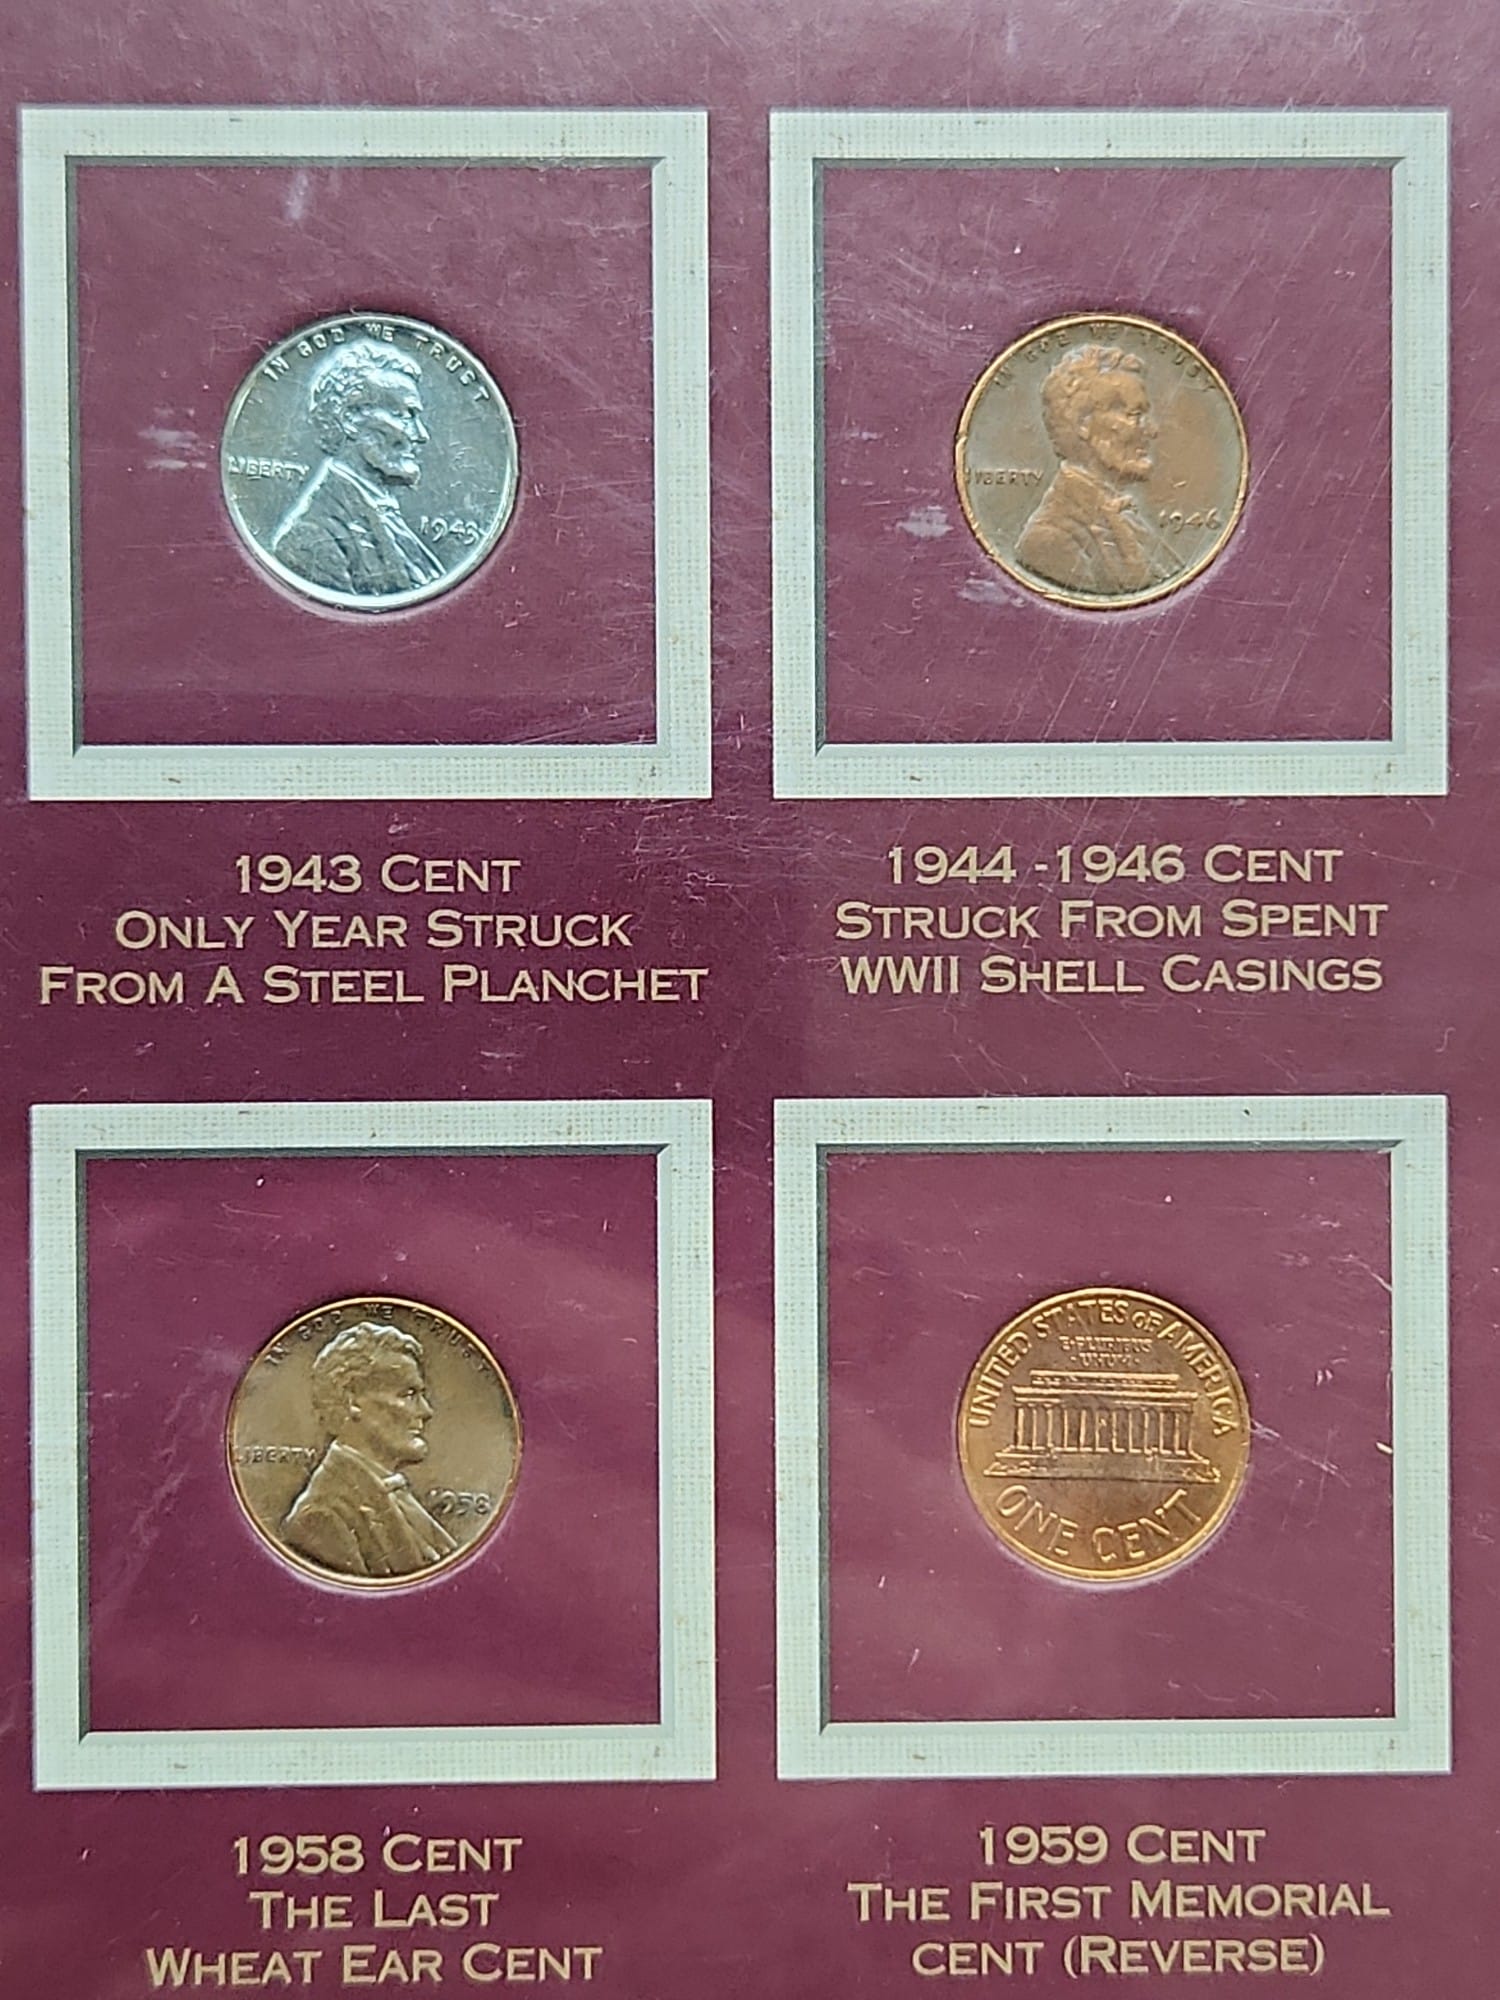 IN GOD WE TRUST
LIBERTY
1943
IN GOD WE TRUST
LIBERTY
1946
1943 CENT
ONLY YEAR STRUCK
FROM A STEEL PLANCHET
1944 -1946 CENT
STRUCK FROM SPENT
WWII SHELL CASINGS
IN GOD WE TRUST
LIBERTY
1958
UNITED STATES OF AMERICA
E·PLURIBUS
·UNUM·
ONE CENT
1958 CENT
THE LAST
WHEAT EAR CENT
1959 CENT
THE FIRST MEMORIAL
CENT (REVERSE)